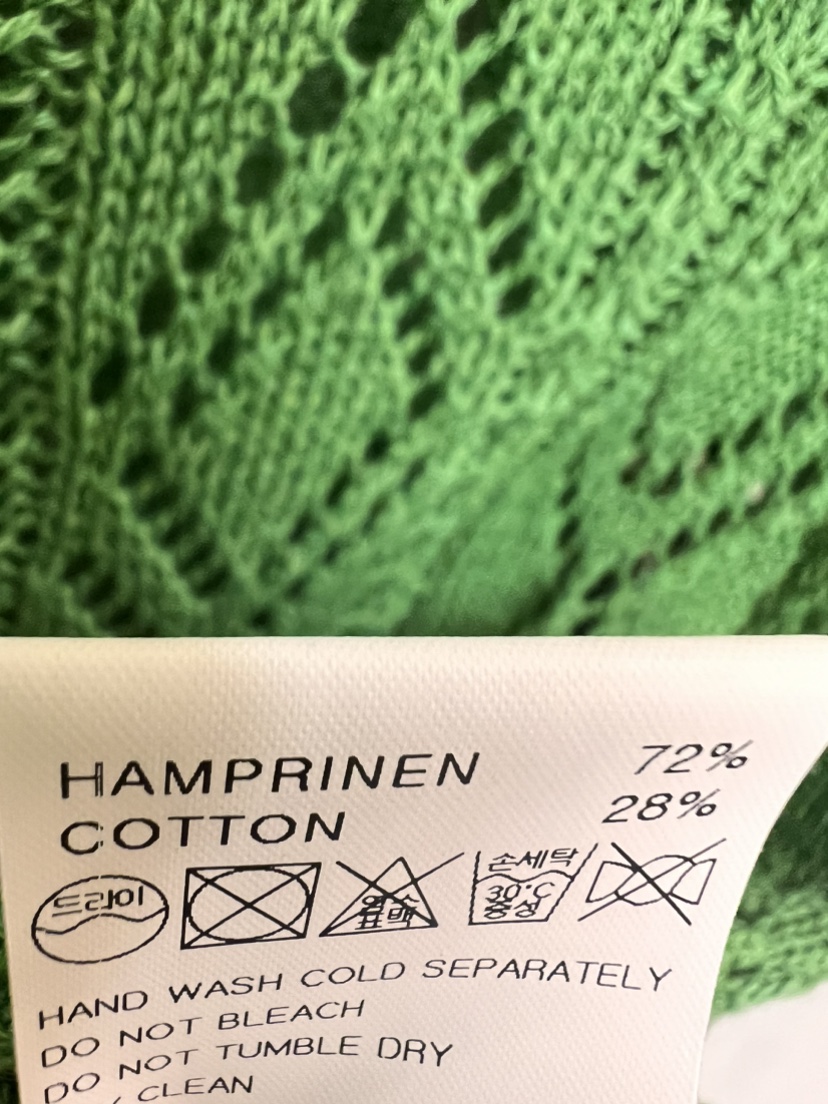 HAMPRINEN 72%
COTTON 28%
드라이 염소 표백 손세탁 30°C 중성
HAND WASH COLD SEPARATELY
DO NOT BLEACH
DO NOT TUMBLE DRY
CLEAN